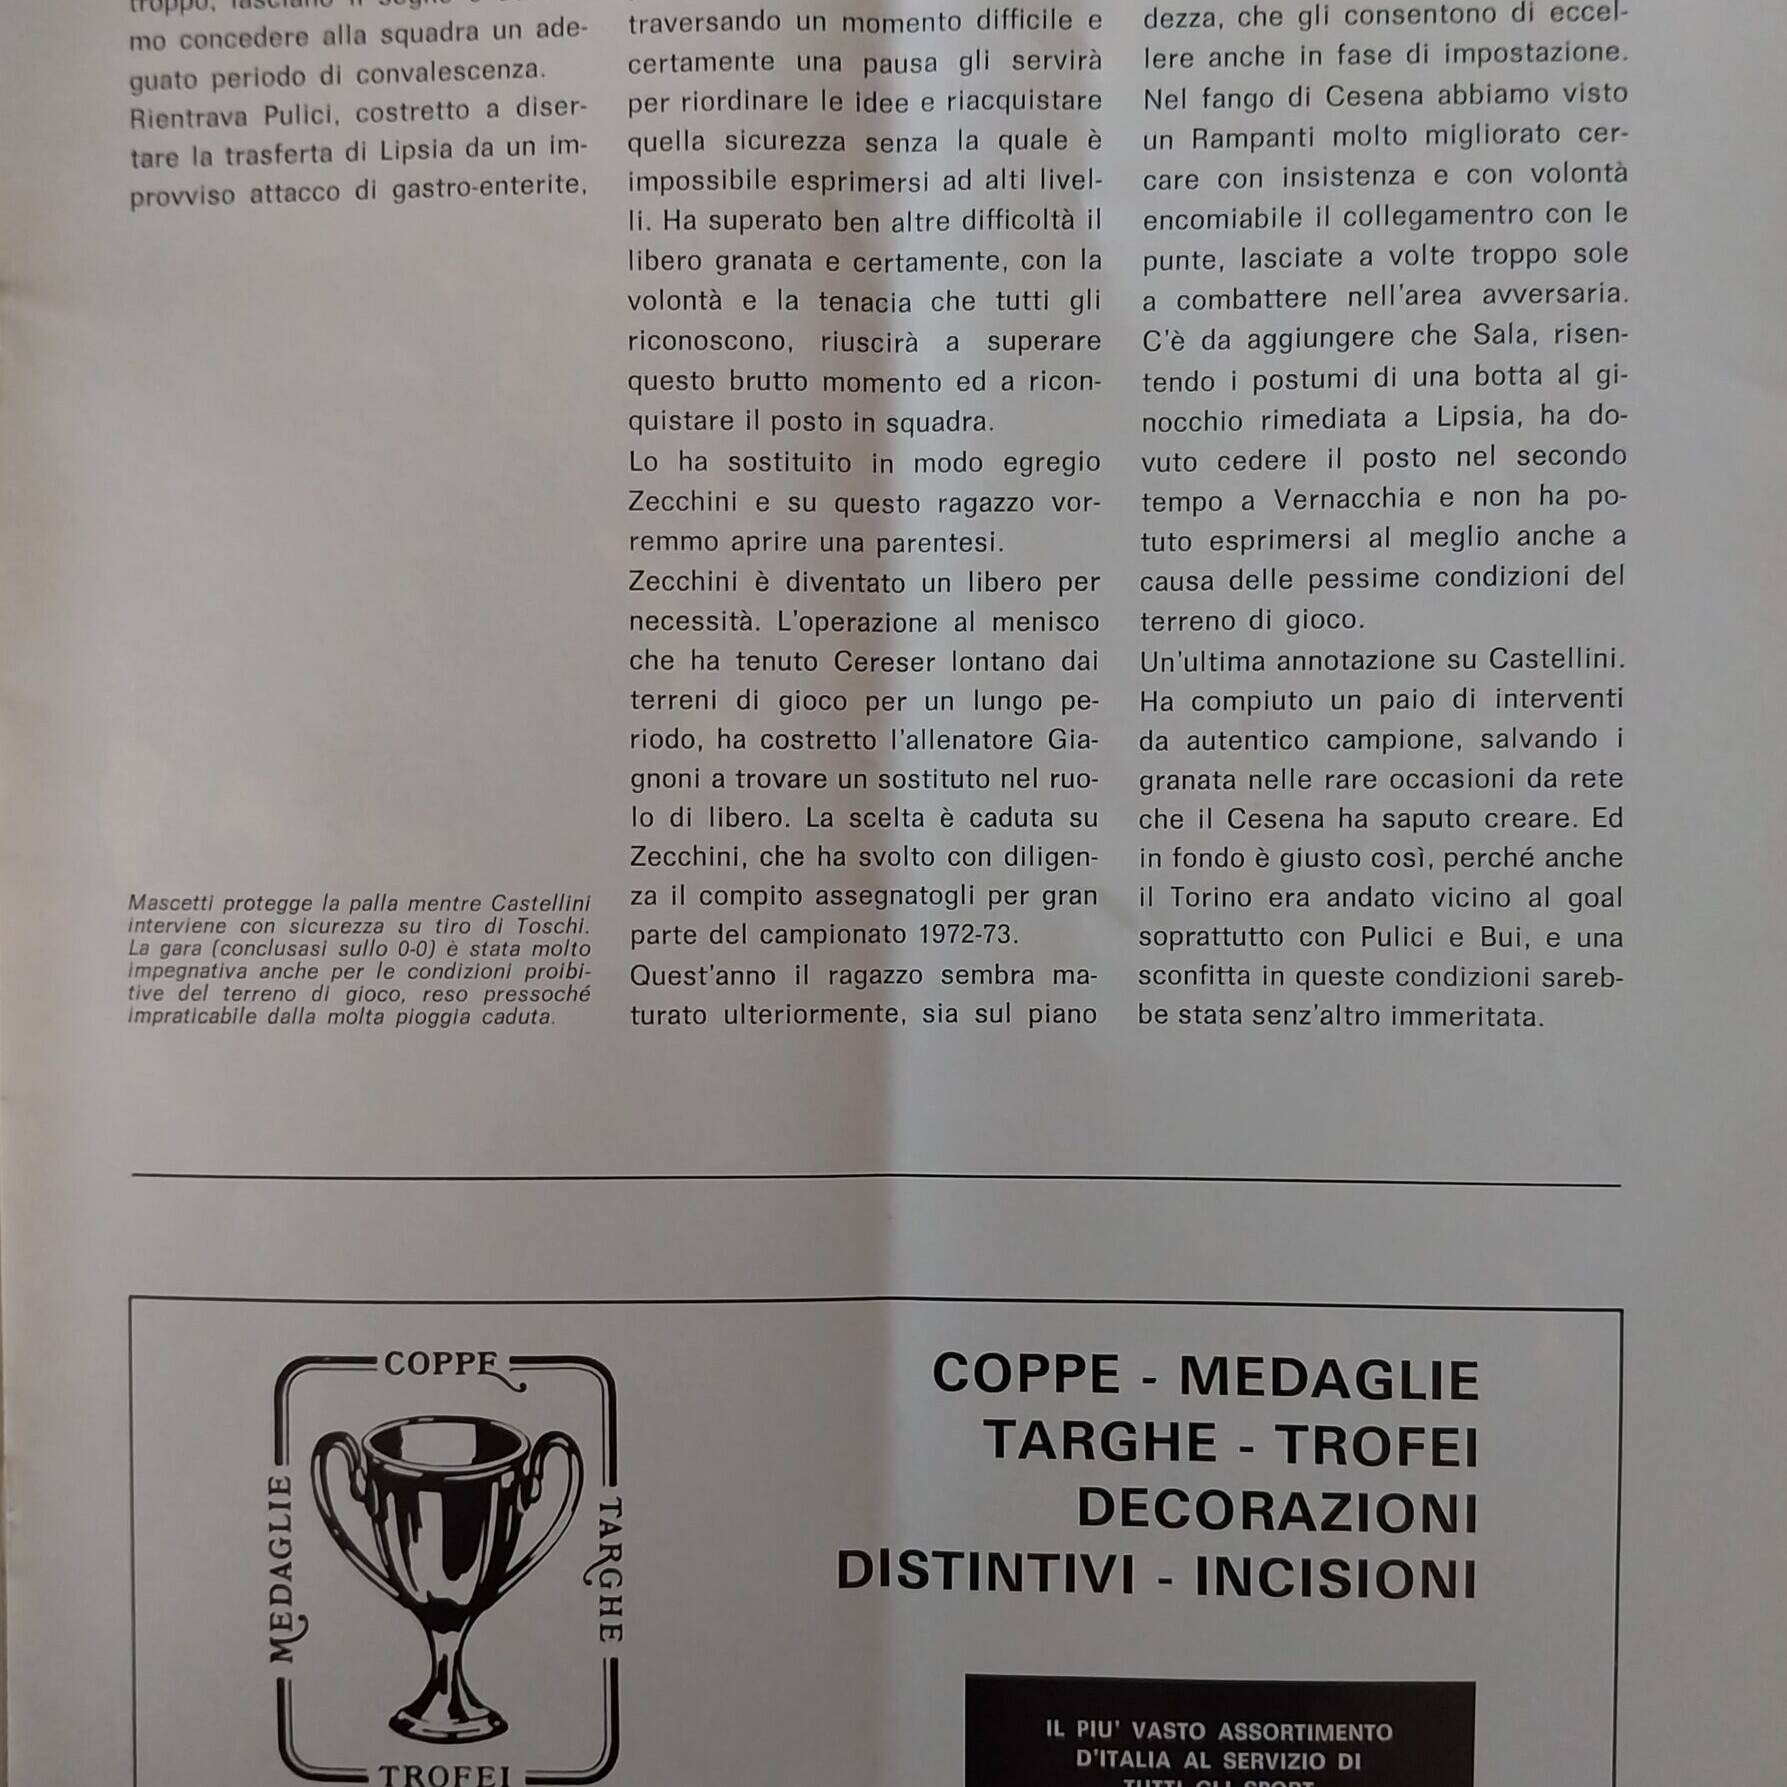 troppo, lasciano il segno e
mo concedere alla squadra un ade-
guato periodo di convalescenza.
Rientrava Pulici, costretto a diser-
tare la trasferta di Lipsia da un im-
provviso attacco di gastro-enterite,
Mascetti protegge la palla mentre Castellini
interviene con sicurezza su tiro di Toschi.
La gara (conclusasi sullo 0-0) è stata molto
impegnativa anche per le condizioni proibi-
tive del terreno di gioco, reso pressoché
impraticabile dalla molta pioggia caduta.
traversando un momento difficile e
certamente una pausa gli servirà
per riordinare le idee e riacquistare
quella sicurezza senza la quale è
impossibile esprimersi ad alti livel-
li. Ha superato ben altre difficoltà il
libero granata e certamente, con la
volontà e la tenacia che tutti gli
riconoscono, riuscirà a superare
questo brutto momento ed a ricon-
quistare il posto in squadra.
Lo ha sostituito in modo egregio
Zecchini e su questo ragazzo vor-
remmo aprire una parentesi.
Zecchini è diventato un libero per
necessità. L'operazione al menisco
che ha tenuto Cereser lontano dai
terreni di gioco per un lungo pe-
riodo, ha costretto l'allenatore Gia-
gnoni a trovare un sostituto nel ruo-
lo di libero. La scelta è caduta su
Zecchini, che ha svolto con diligen-
za il compito assegnatogli per gran
parte del campionato 1972-73.
Quest'anno il ragazzo sembra ma-
turato ulteriormente, sia sul piano
dezza, che gli consentono di eccel-
lere anche in fase di impostazione.
Nel fango di Cesena abbiamo visto
un Rampanti molto migliorato cer-
care con insistenza e con volontà
encomiabile il collegamentro con le
punte, lasciate a volte troppo sole
a combattere nell'area avversaria.
C'è da aggiungere che Sala, risen-
tendo i postumi di una botta al gi-
nocchio rimediata a Lipsia, ha do-
vuto cedere il posto nel secondo
tempo a Vernacchia e non ha po-
tuto esprimersi al meglio anche a
causa delle pessime condizioni del
terreno di gioco.
Un'ultima annotazione su Castellini.
Ha compiuto un paio di interventi
da autentico campione, salvando i
granata nelle rare occasioni da rete
che il Cesena ha saputo creare. Ed
in fondo è giusto così, perché anche
il Torino era andato vicino al goal
soprattutto con Pulici e Bui, e una
sconfitta in queste condizioni sareb-
be stata senz'altro immeritata.
COPPE
MEDAGLIE
TARGHE
TROFEI
COPPE - MEDAGLIE
TARGHE - TROFEI
DECORAZIONI
DISTINTIVI - INCISIONI
IL PIU' VASTO ASSORTIMENTO
D'ITALIA AL SERVIZIO DI
TUTTI GLI SPORT